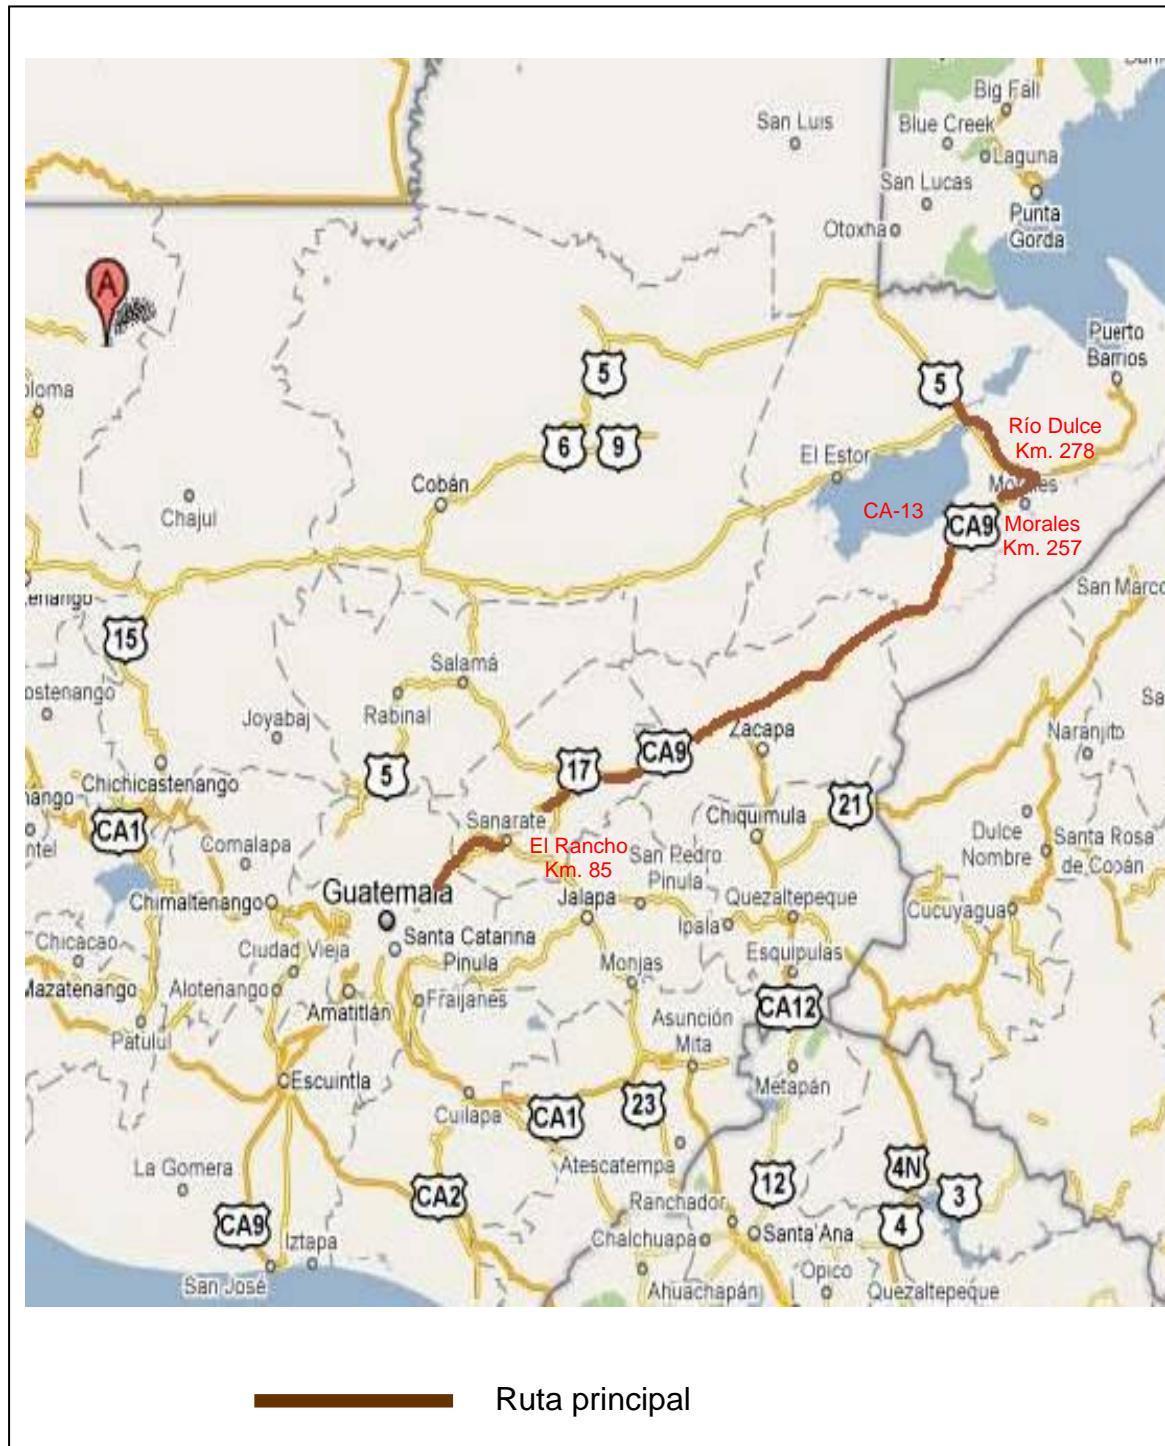 Big Fall
San Luis
Blue Creek
Laguna
San Lucas
Punta
Gorda
Otoxha
A
Puerto
Barrios
5
5
oloma
Río Dulce
Km. 278
6
9
El Estor
Cobán
Morales
Chajul
CA-13
CA9
Morales
Km. 257
San Marco
15
Salamá
Rabinal
Joyabaj
Naranjito
Zacapa
CA9
17
5
Chichicastenango
21
CA1
Sanarate
Chiquimula
Dulce
Nombre
Santa Rosa
de Copán
Comalapa
El Rancho
Km. 85
San Pedro
Pinula
Guatemala
Chimaltenango
Jalapa
Quezaltepeque
Cucuyagua
Ipala
Chicacao
Ciudad Vieja
Santa Catarina
Pinula
Esquipulas
Monjas
Mazatenango
Alotenango
Amatitlán
Fraijanes
CA12
Asunción
Mita
Patulul
Escuintla
Metapán
Cuilapa
CA1
23
Atescatempa
La Gomera
12
4N
3
CA2
Ranchador
CA9
4
Iztapa
Chalchuapa
Santa Ana
San José
Opico
Ahuachapán
Quezaltepeque
Ruta principal